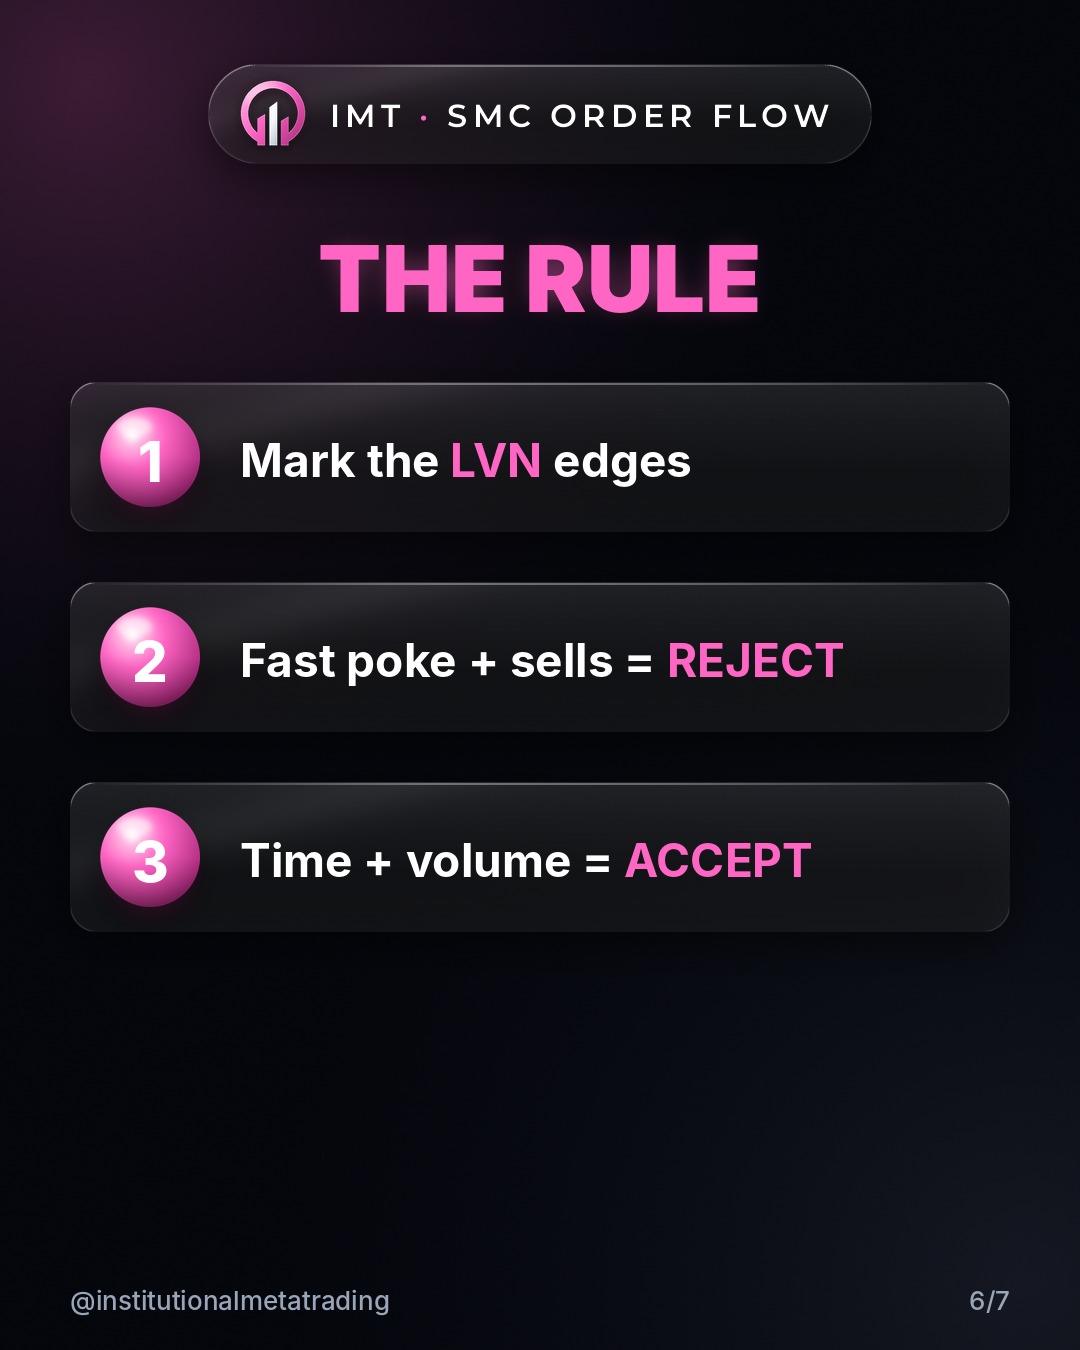 IMT · SMC ORDER FLOW
THE RULE
1 Mark the LVN edges
2 Fast poke + sells = REJECT
3 Time + volume = ACCEPT
@institutionalmetatrading 6/7